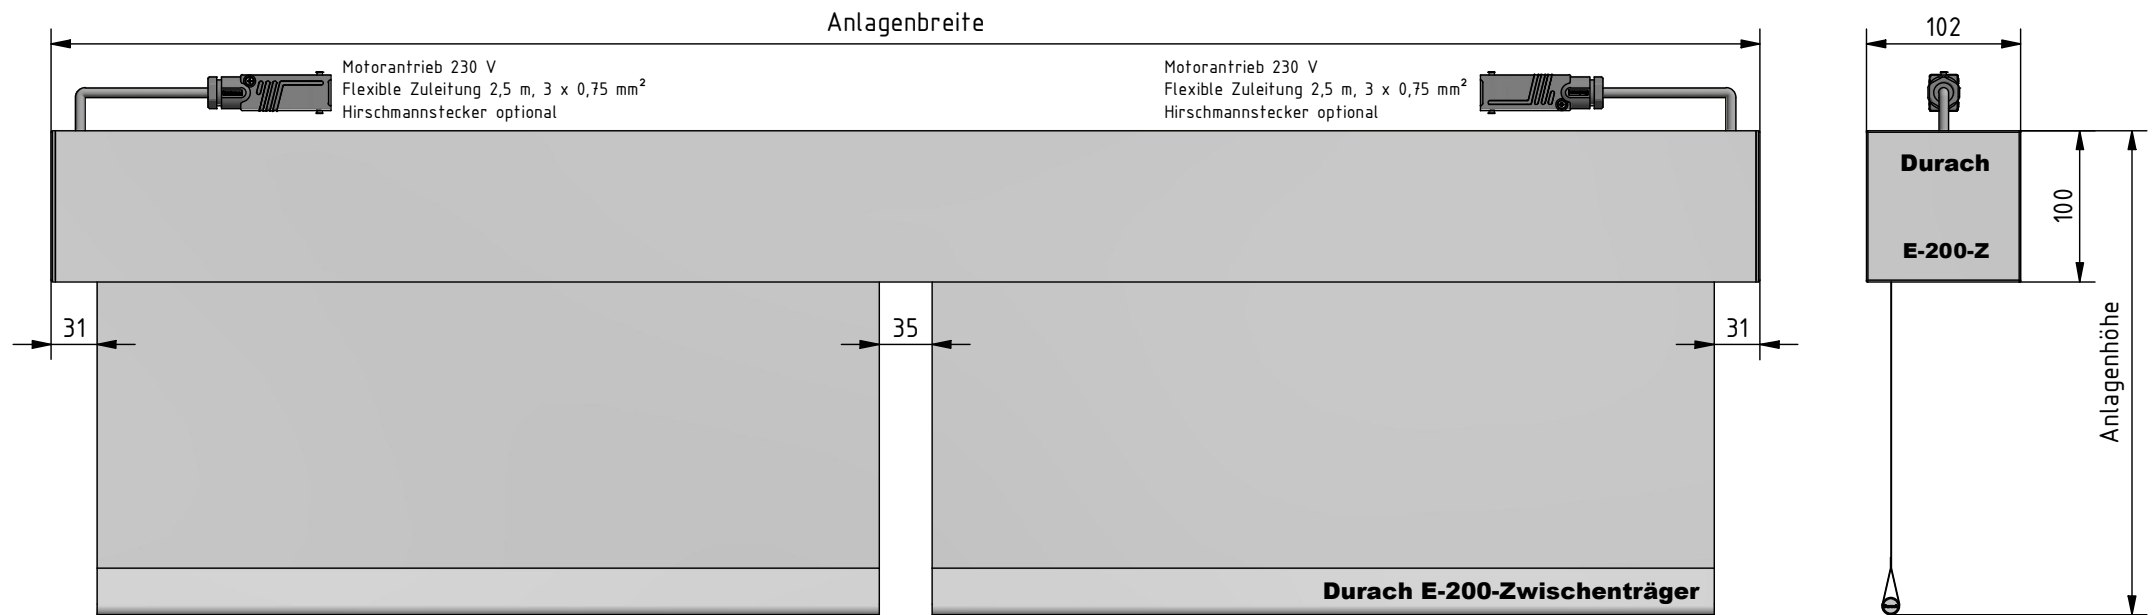 Anlagenbreite
102
Motorantrieb 230 V
Flexible Zuleitung 2,5 m, 3 x 0,75 mm²
Hirschmannstecker optional
Motorantrieb 230 V
Flexible Zuleitung 2,5 m, 3 x 0,75 mm²
Hirschmannstecker optional
Durach
E-200-Z
100
31
35
31
Anlagenhöhe
Durach E-200-Zwischenträger